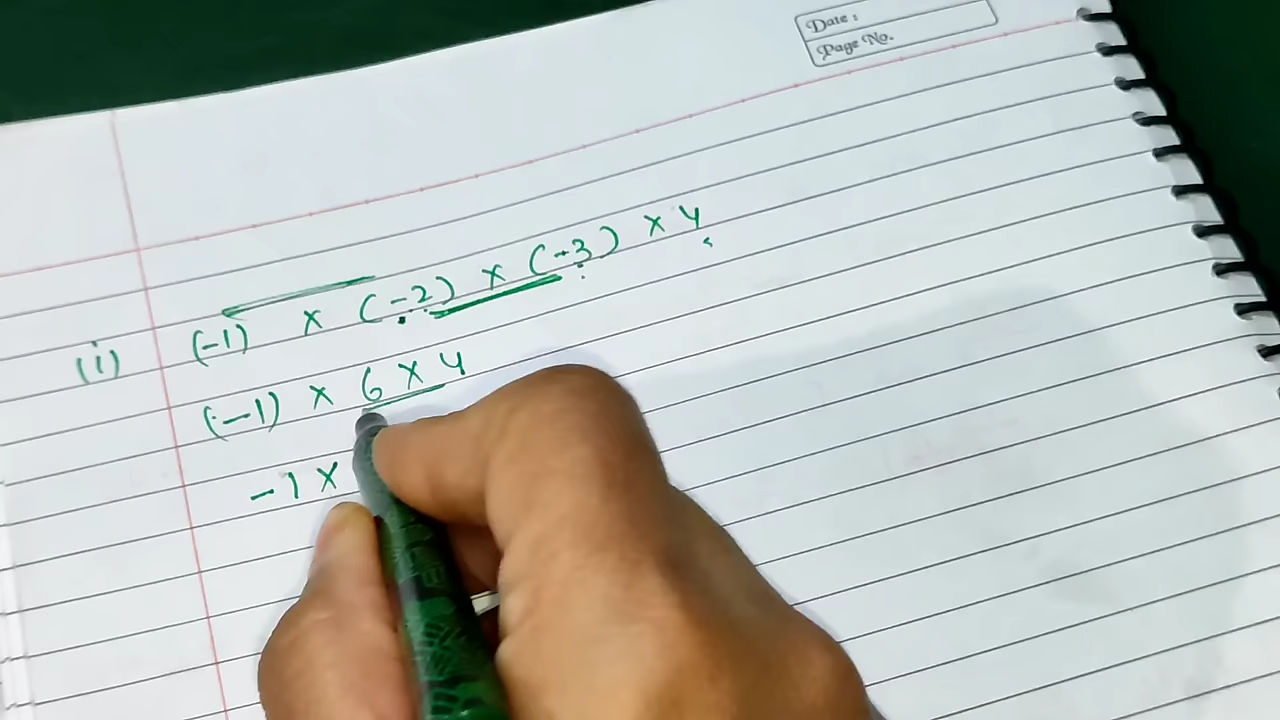 Date :
Page No.
(i) (-1) × (-2) × (-3) × 4
(-1) × 6 × 4
-1 ×